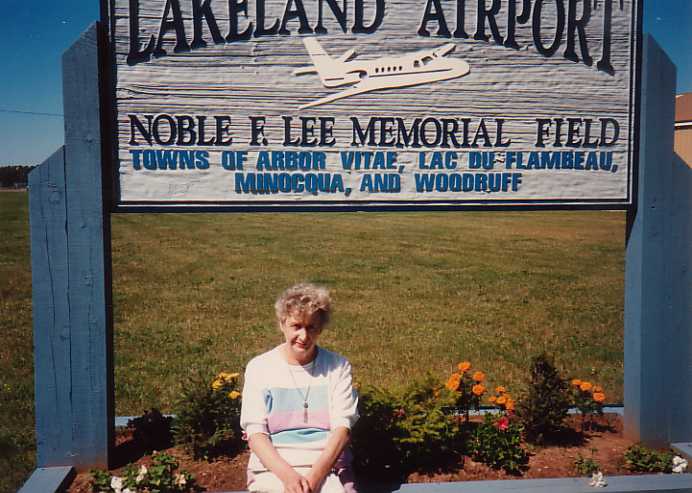 LAKELAND AIRPORT
NOBLE F. LEE MEMORIAL FIELD
TOWNS OF ARBOR VITAE, LAC DU FLAMBEAU,
MINOCQUA, AND WOODRUFF